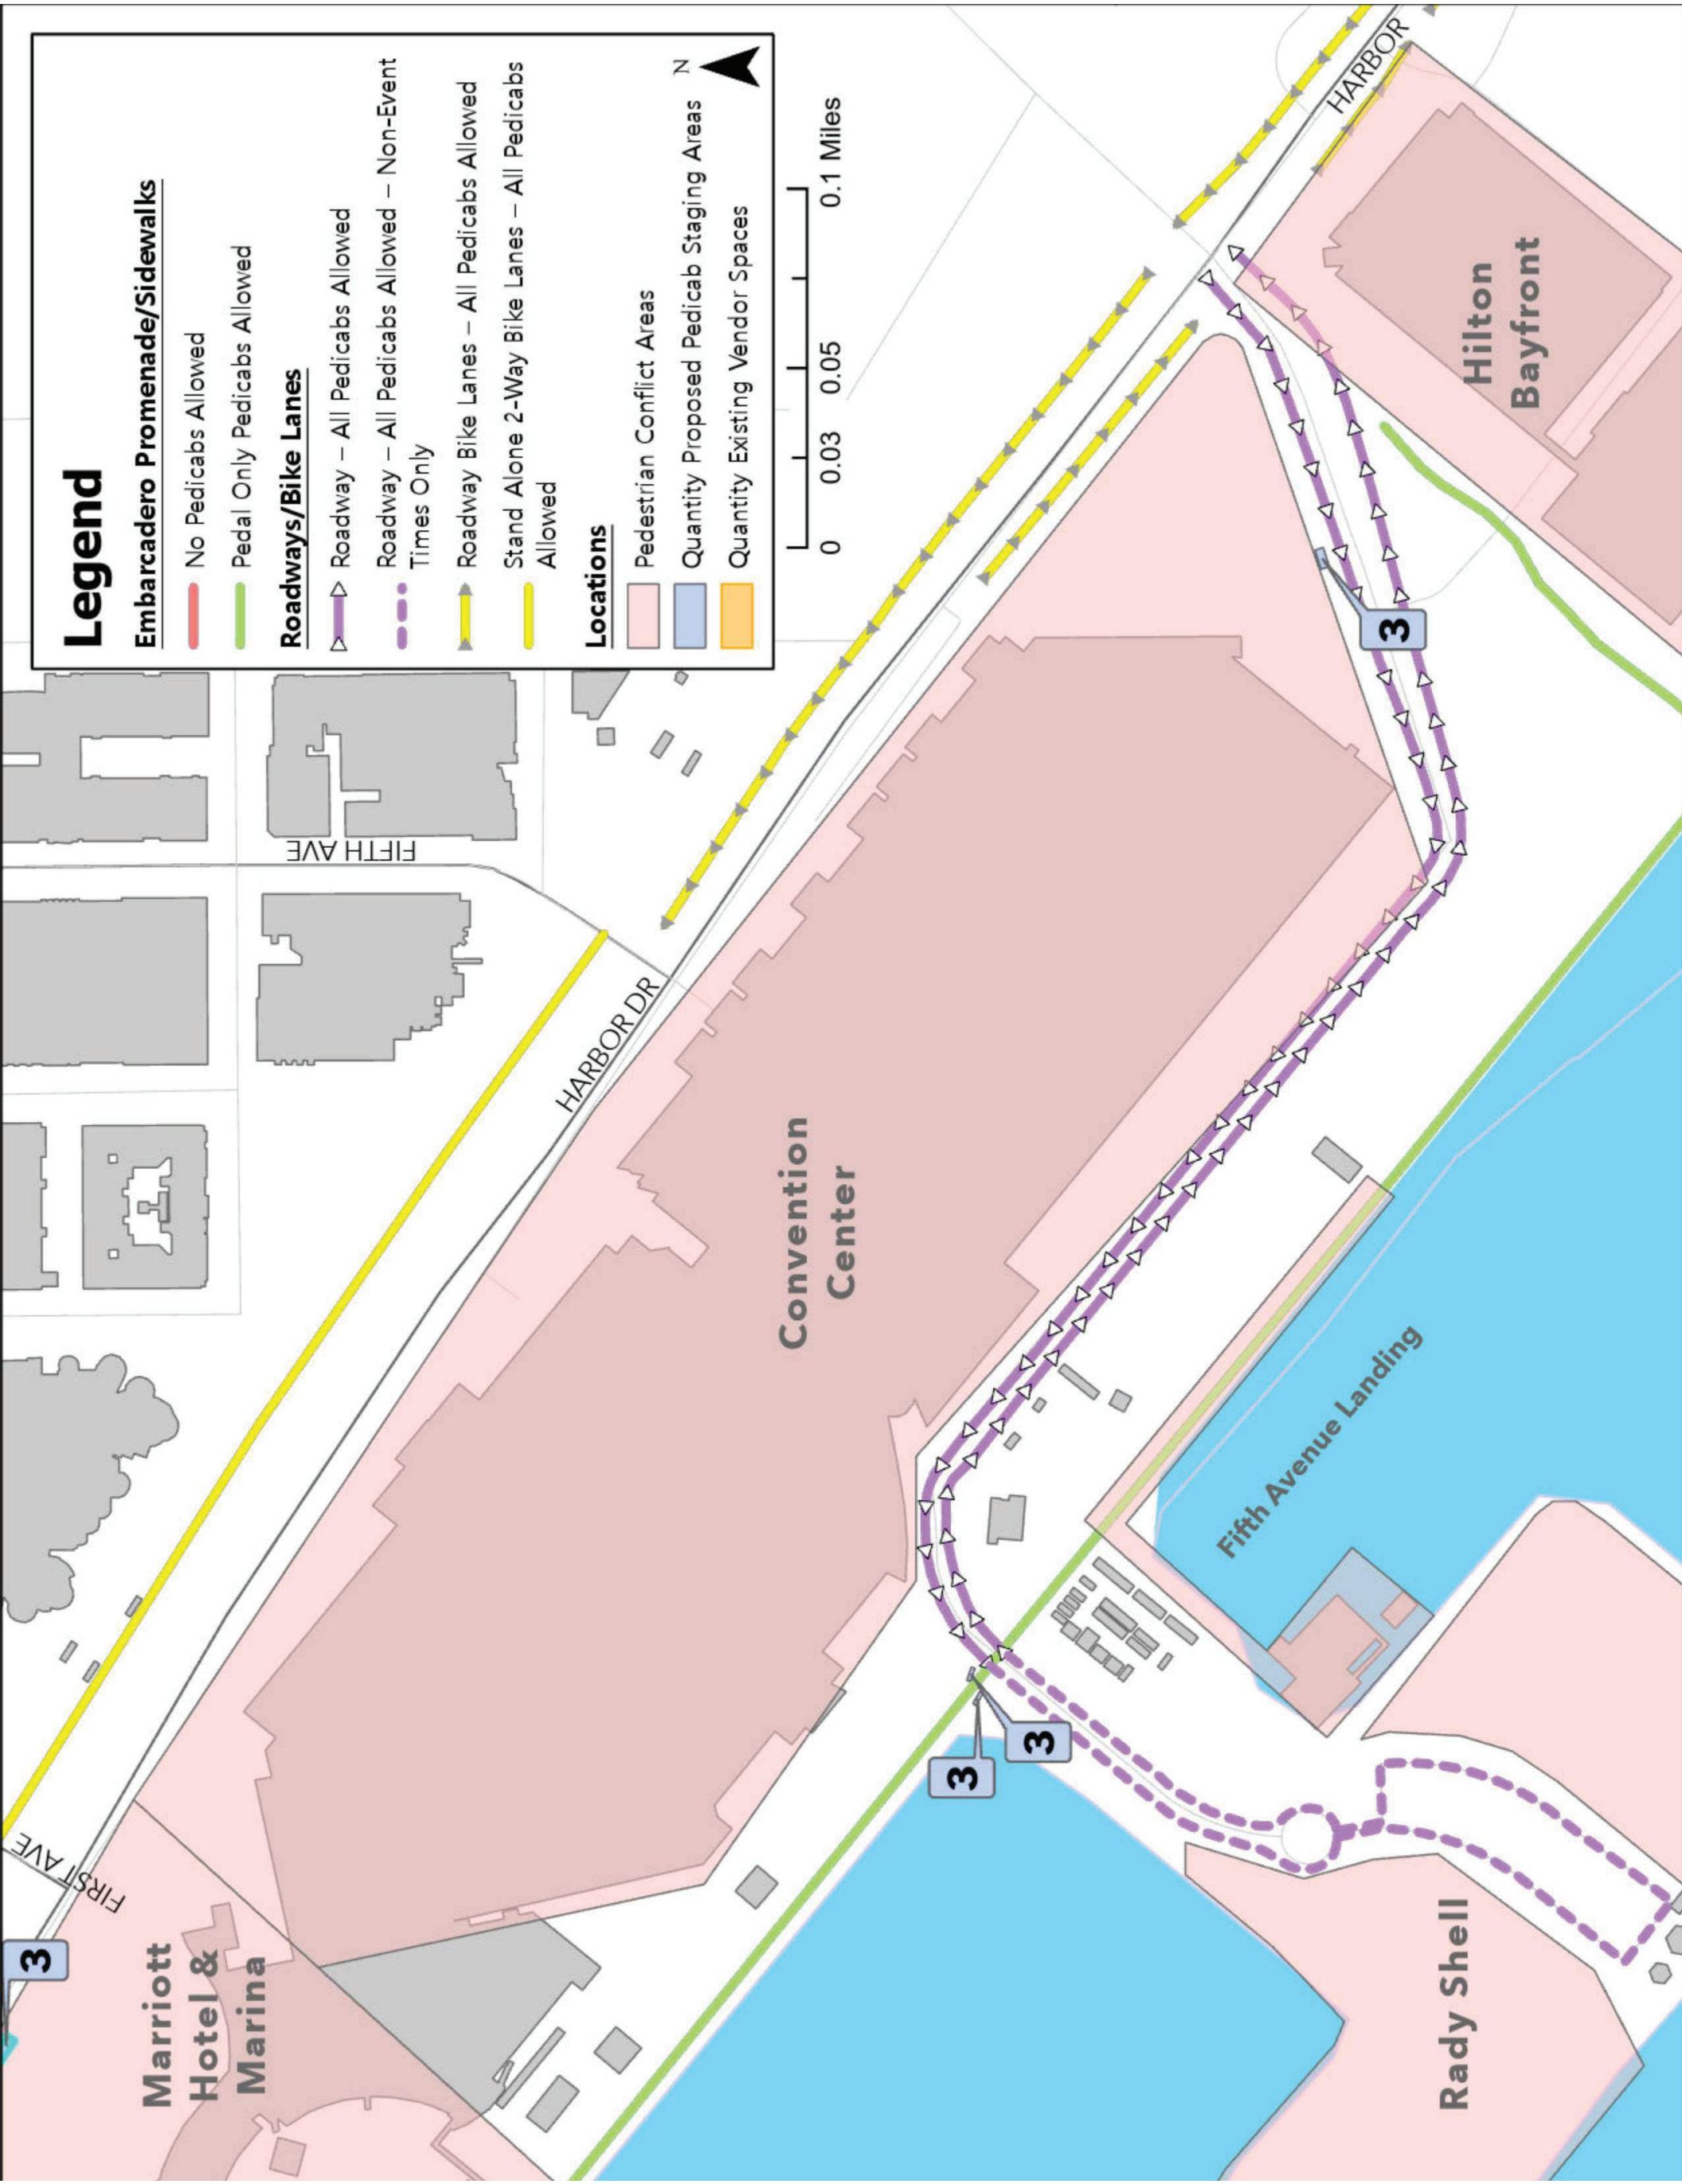 Legend
Embarcadero Promenade/Sidewalks
No Pedicabs Allowed
Pedal Only Pedicabs Allowed
Roadways/Bike Lanes
Roadway – All Pedicabs Allowed
Roadway – All Pedicabs Allowed – Non-Event
Times Only
Roadway Bike Lanes – All Pedicabs Allowed
Stand Alone 2-Way Bike Lanes – All Pedicabs
Allowed
Locations
Pedestrian Conflict Areas
Quantity Proposed Pedicab Staging Areas
Quantity Existing Vendor Spaces
N
0
0.03
0.05
0.1 Miles
3
FIRST AVE
FIFTH AVE
HARBOR DR
HARBOR
Marriott
Hotel &
Marina
Convention
Center
3
3
3
Hilton
Bayfront
Fifth Avenue Landing
Rady Shell